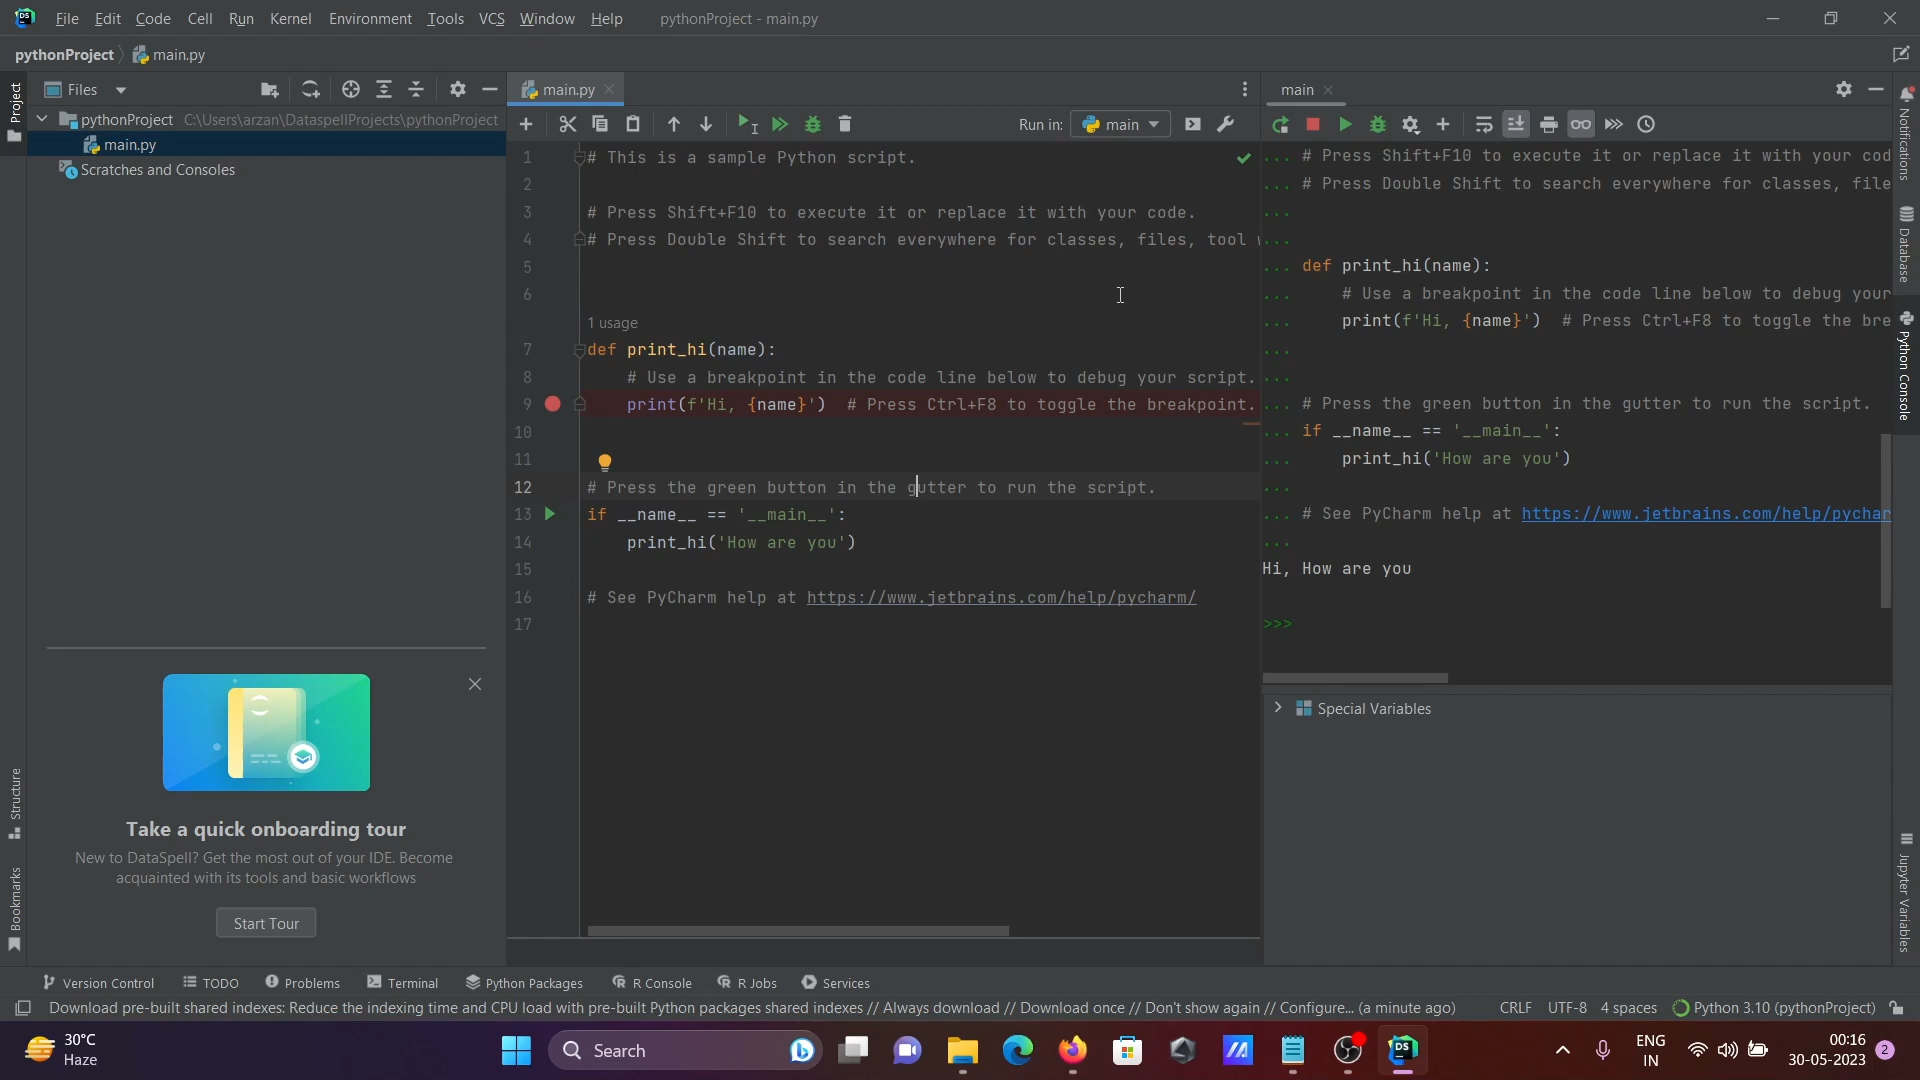 DS File Edit Code Cell Run Kernel Environment Tools VCS Window Help pythonProject - main.py
pythonProject main.py
Project
Files
pythonProject C:\Users\arzan\DataspellProjects\pythonProject
main.py
Scratches and Consoles
Structure
Bookmarks
Take a quick onboarding tour
New to DataSpell? Get the most out of your IDE. Become
acquainted with its tools and basic workflows
Start Tour
main.py
Run in: main
1 # This is a sample Python script.
2
3 # Press Shift+F10 to execute it or replace it with your code.
4 # Press Double Shift to search everywhere for classes, files, tool w
5
6
1 usage
7 def print_hi(name):
8 # Use a breakpoint in the code line below to debug your script.
9 print(f'Hi, {name}') # Press Ctrl+F8 to toggle the breakpoint.
10
11
12 # Press the green button in the gutter to run the script.
13 if __name__ == '__main__':
14 print_hi('How are you')
15
16 # See PyCharm help at https://www.jetbrains.com/help/pycharm/
17
main
... # Press Shift+F10 to execute it or replace it with your cod
... # Press Double Shift to search everywhere for classes, file
...
...
... def print_hi(name):
... # Use a breakpoint in the code line below to debug your
... print(f'Hi, {name}') # Press Ctrl+F8 to toggle the bre
...
...
... # Press the green button in the gutter to run the script.
... if __name__ == '__main__':
... print_hi('How are you')
...
... # See PyCharm help at https://www.jetbrains.com/help/pychar
...
Hi, How are you
>>>
Special Variables
Notifications
Database
Python Console
Jupyter Variables
Version Control TODO Problems Terminal Python Packages R Console R Jobs Services
Download pre-built shared indexes: Reduce the indexing time and CPU load with pre-built Python packages shared indexes // Always download // Download once // Don't show again // Configure... (a minute ago) CRLF UTF-8 4 spaces Python 3.10 (pythonProject)
30°C
Haze
Search
DS
ENG
IN
00:16
30-05-2023
2